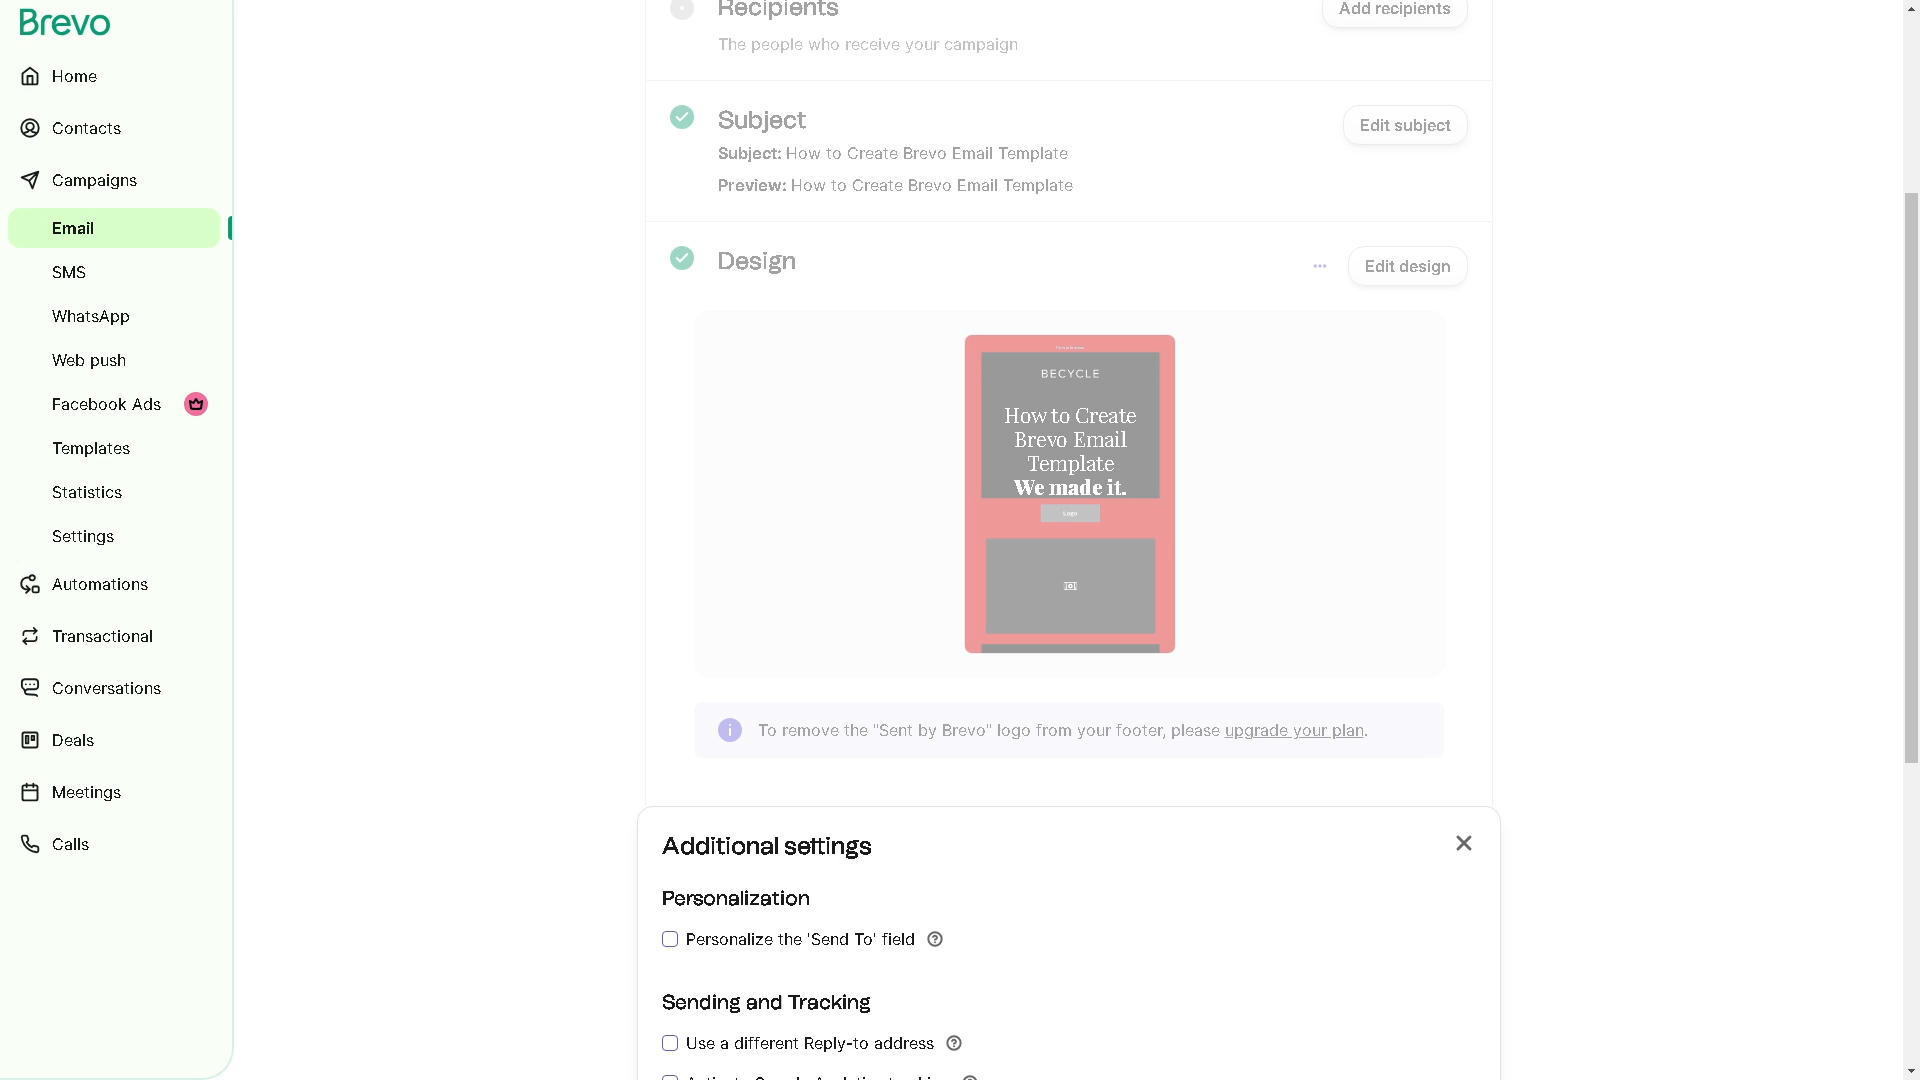 Brevo
Home
Contacts
Campaigns
Email
SMS
WhatsApp
Web push
Facebook Ads
Templates
Statistics
Settings
Automations
Transactional
Conversations
Deals
Meetings
Calls
Recipients
Add recipients
The people who receive your campaign
Subject
Edit subject
Subject: How to Create Brevo Email Template
Preview: How to Create Brevo Email Template
Design
Edit design
BECYCLE
How to Create
Brevo Email
Template
We made it.
Logo
To remove the "Sent by Brevo" logo from your footer, please upgrade your plan.
Additional settings
Personalization
Personalize the 'Send To' field
Sending and Tracking
Use a different Reply-to address